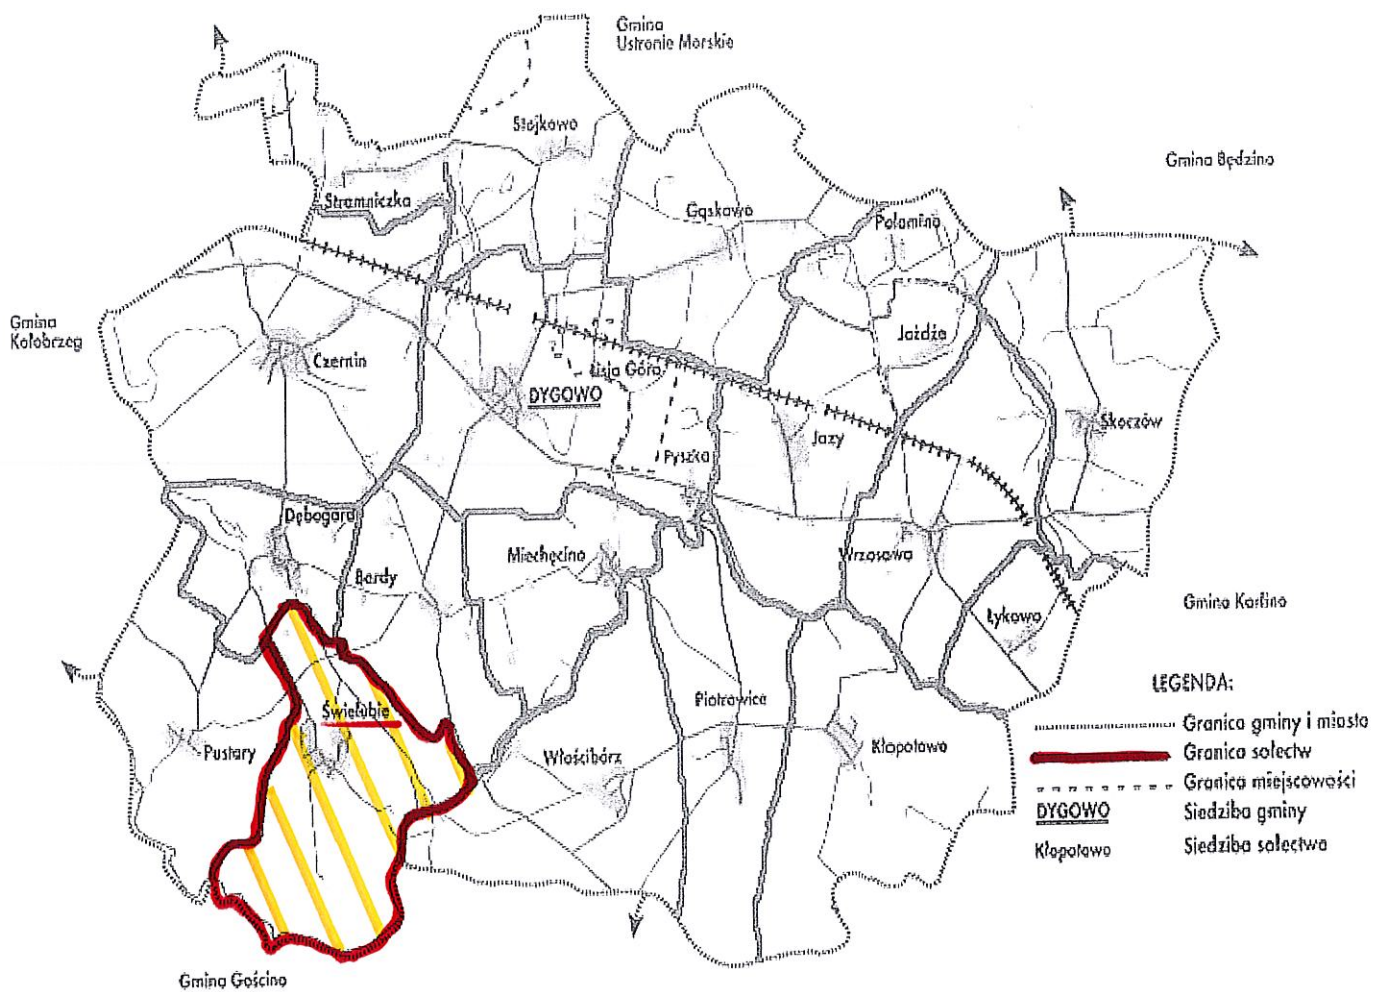 Gmina
Ustronie Morskie
Stojkowo
Gmina Będzino
Stramniczka
Gąskowo
Połomino
Gmina
Kołobrzeg
Czernin
Jażdże
Lisia Góra
DYGOWO
Skoczów
Jazy
Pyszka
Dębogard
Miechęcino
Wrzosowo
Bardy
Gmina Karlino
Łykowo
LEGENDA:
Świelubie
Piotrowice
Granica gminy i miasta
Pustary
Włościbórz
Kłopotowo
Granica sołectw
Granica miejscowości
DYGOWO
Siedziba gminy
Kłopotowo
Siedziba sołectwa
Gmina Gościno